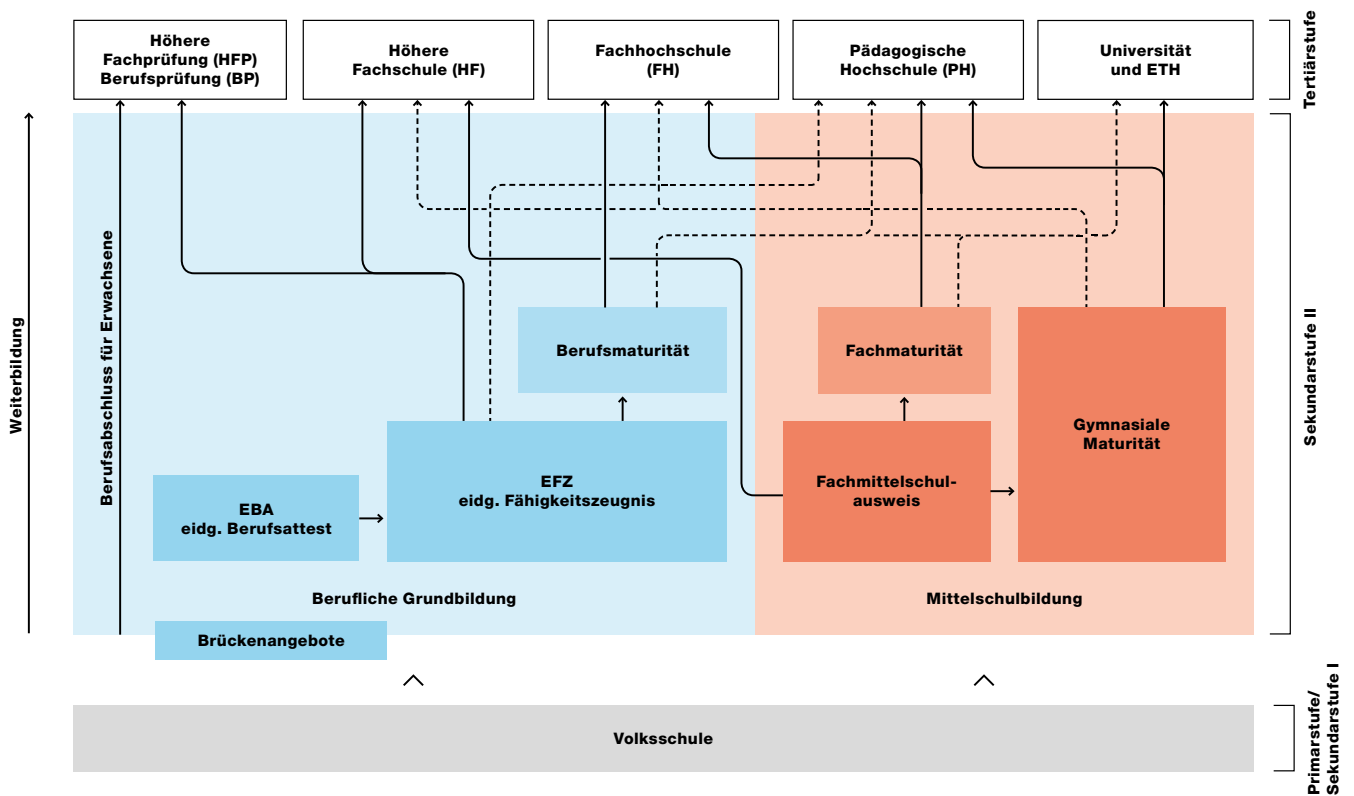 Höhere
Fachprüfung (HFP)
Berufsprüfung (BP)
Höhere
Fachschule (HF)
Fachhochschule
(FH)
Pädagogische
Hochschule (PH)
Universität
und ETH
Tertiärstufe
Weiterbildung
Berufsabschluss für Erwachsene
Sekundarstufe II
Berufsmaturität
Fachmaturität
Gymnasiale
Maturität
EFZ
eidg. Fähigkeitszeugnis
Fachmittelschul-
ausweis
EBA
eidg. Berufsattest
Berufliche Grundbildung
Mittelschulbildung
Brückenangebote
Volksschule
Primarstufe/
Sekundarstufe I